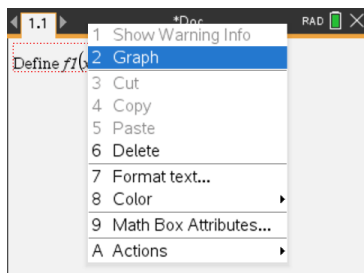 1.1 *Doc RAD
Define f1(
1 Show Warning Info
2 Graph
3 Cut
4 Copy
5 Paste
6 Delete
7 Format text...
8 Color
9 Math Box Attributes...
A Actions